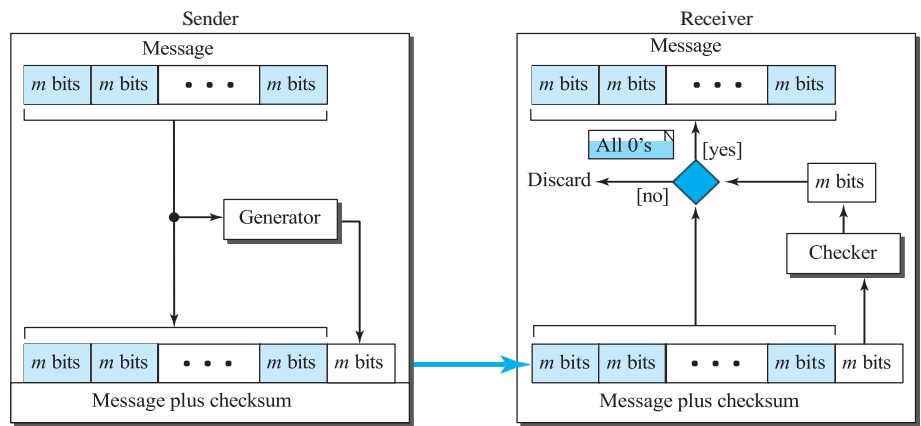 Sender
Message
m bits m bits • • • m bits
Generator
m bits m bits • • • m bits m bits
Message plus checksum
Receiver
Message
m bits m bits • • • m bits
All 0’s N
[yes]
Discard
[no]
m bits
Checker
m bits m bits • • • m bits m bits
Message plus checksum